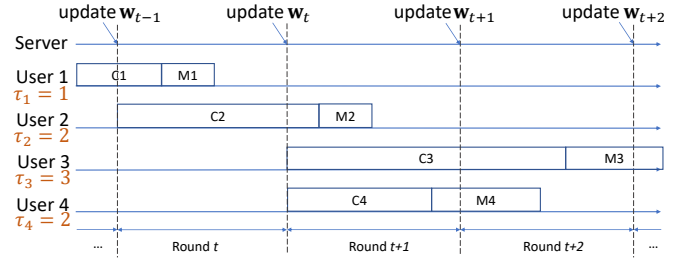 update w_{t−1} update w_t update w_{t+1} update w_{t+2}
Server
User 1 C1 M1
τ_1 = 1
User 2 C2 M2
τ_2 = 2
User 3 C3 M3
τ_3 = 3
User 4 C4 M4
τ_4 = 2
... Round t Round t+1 Round t+2 ...